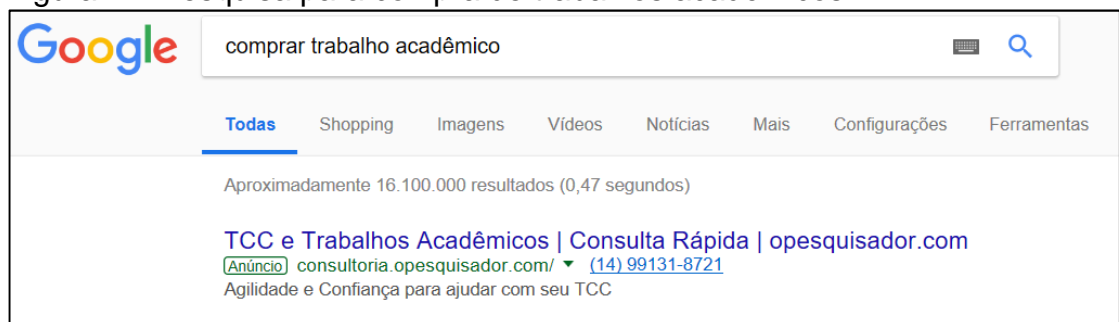 Google comprar trabalho acadêmico
Todas Shopping Imagens Vídeos Notícias Mais Configurações Ferramentas
Aproximadamente 16.100.000 resultados (0,47 segundos)
TCC e Trabalhos Acadêmicos | Consulta Rápida | opesquisador.com
Anúncio consultoria.opesquisador.com/ (14) 99131-8721
Agilidade e Confiança para ajudar com seu TCC